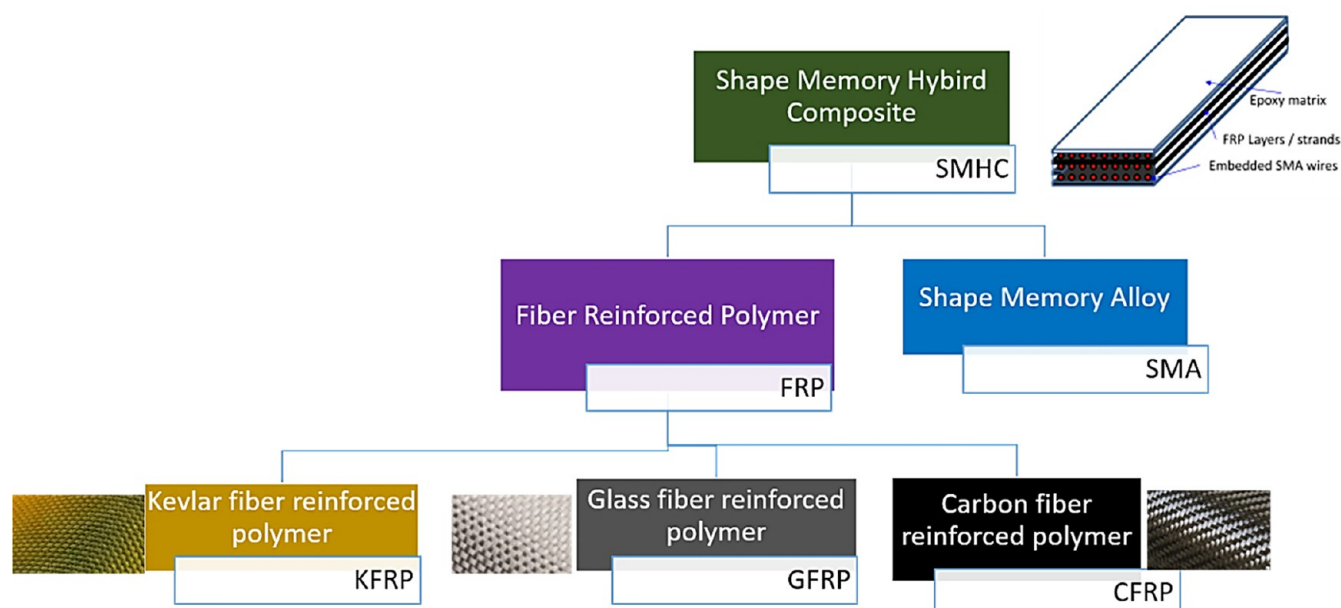 Shape Memory Hybird
Composite
SMHC
Epoxy matrix
FRP Layers / strands
Embedded SMA wires
Fiber Reinforced Polymer
FRP
Shape Memory Alloy
SMA
Kevlar fiber reinforced
polymer
KFRP
Glass fiber reinforced
polymer
GFRP
Carbon fiber
reinforced polymer
CFRP